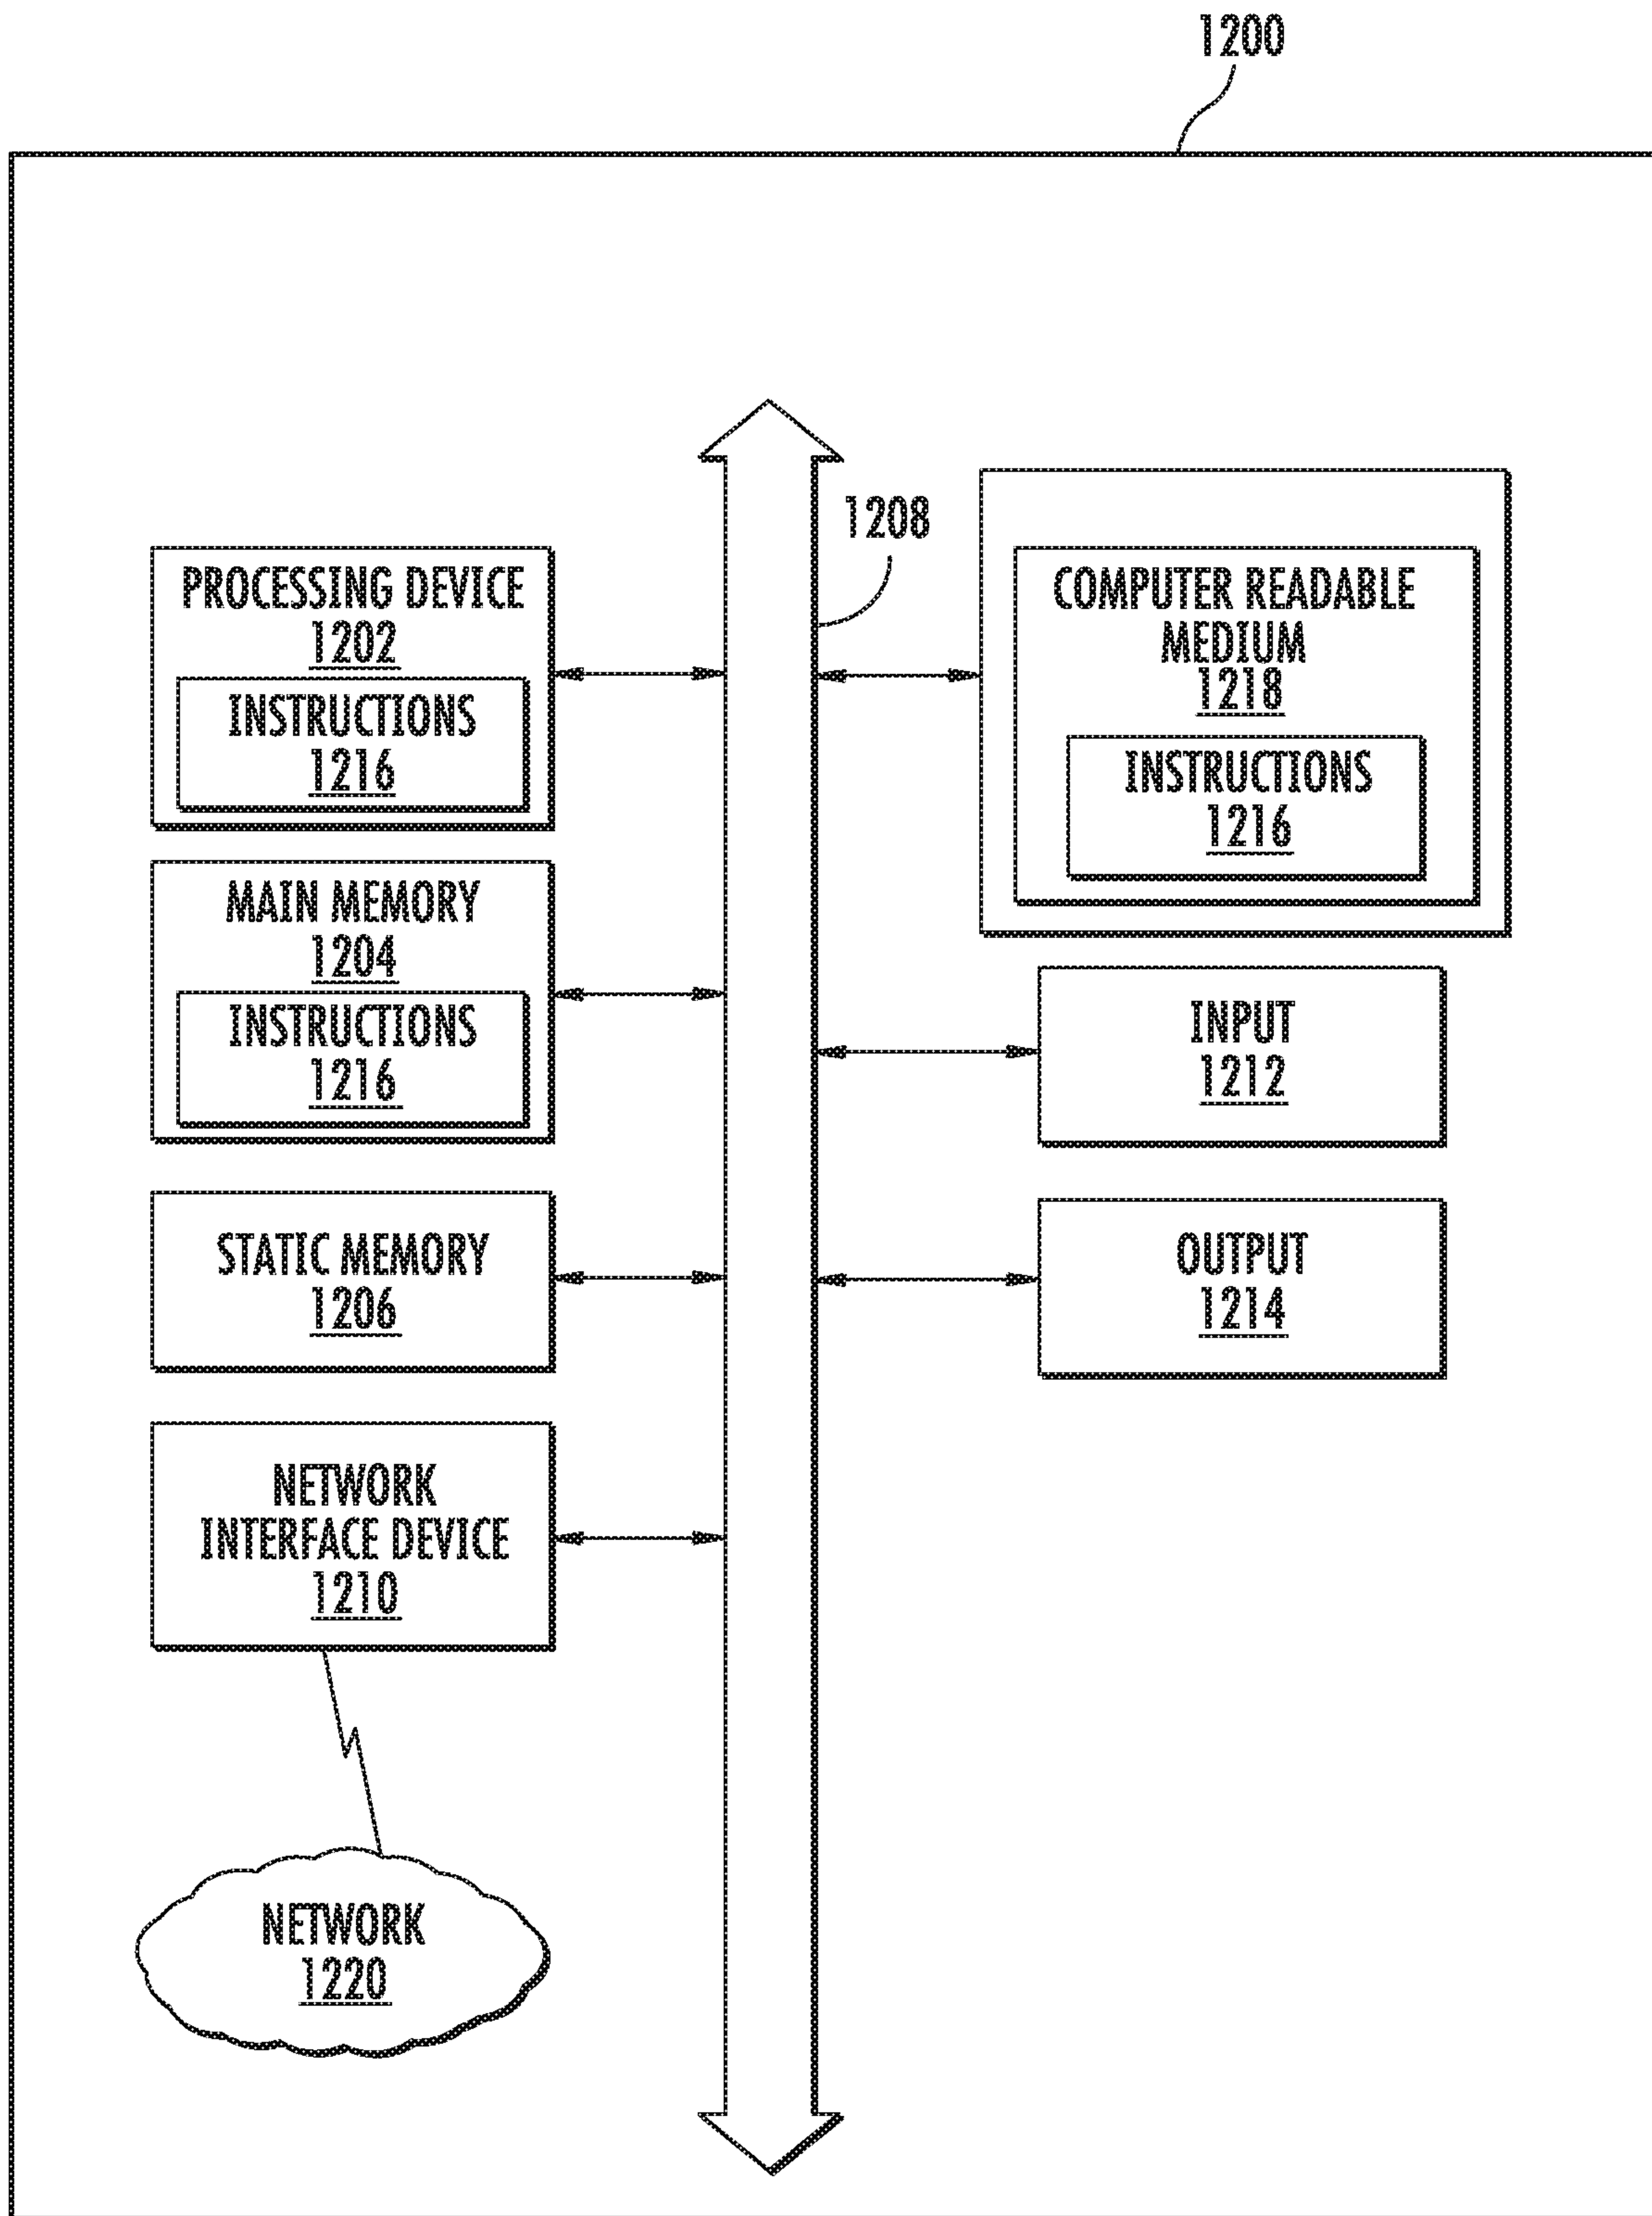 1200
1208
PROCESSING DEVICE
1202
INSTRUCTIONS
1216
MAIN MEMORY
1204
INSTRUCTIONS
1216
STATIC MEMORY
1206
NETWORK
INTERFACE DEVICE
1210
NETWORK
1220
COMPUTER READABLE
MEDIUM
1218
INSTRUCTIONS
1216
INPUT
1212
OUTPUT
1214